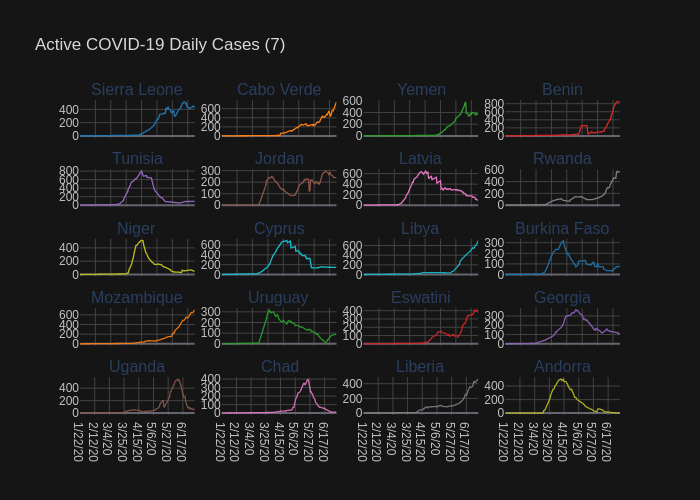 Active COVID-19 Daily Cases (7)
Sierra Leone Cabo Verde Yemen Benin
400 200 0
600 400 200 0
600 400 200 0
800 600 400 200 0
Tunisia Jordan Latvia Rwanda
800 600 400 200 0
300 200 100 0
600 400 200 0
600 400 200 0
Niger Cyprus Libya Burkina Faso
400 200 0
600 400 200 0
600 400 200 0
300 200 100 0
Mozambique Uruguay Eswatini Georgia
600 400 200 0
300 200 100 0
400 300 200 100 0
300 200 100 0
Uganda Chad Liberia Andorra
400 200 0
400 300 200 100 0
400 200 0
400 200 0
1/22/20 2/12/20 3/4/20 3/25/20 4/15/20 5/6/20 5/27/20 6/17/20
1/22/20 2/12/20 3/4/20 3/25/20 4/15/20 5/6/20 5/27/20 6/17/20
1/22/20 2/12/20 3/4/20 3/25/20 4/15/20 5/6/20 5/27/20 6/17/20
1/22/20 2/12/20 3/4/20 3/25/20 4/15/20 5/6/20 5/27/20 6/17/20